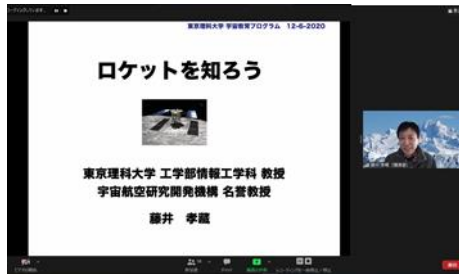 東京理科大学 宇宙教育プログラム 12-6-2020
ロケットを知ろう
東京理科大学 工学部情報工学科 教授
宇宙航空研究開発機構 名誉教授
藤井 孝藏